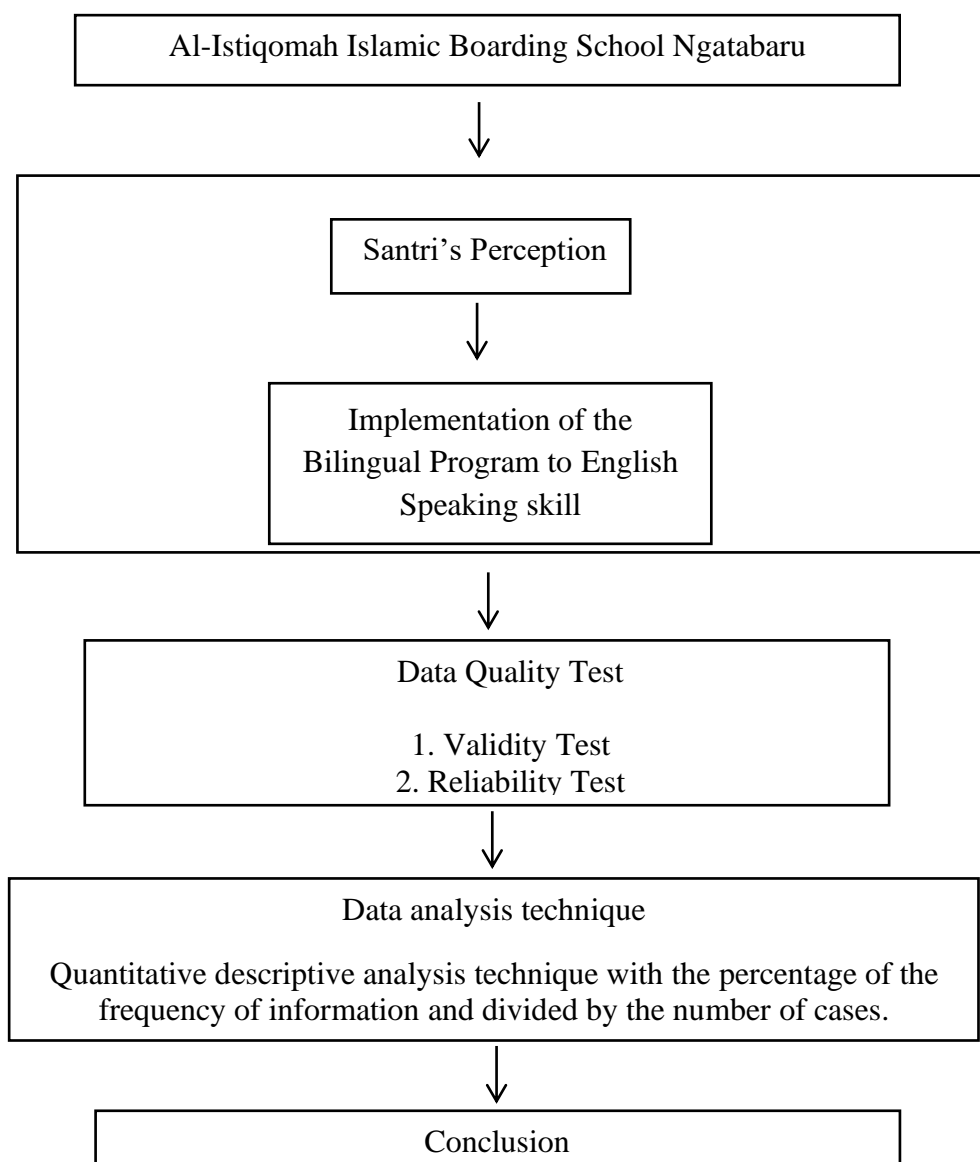 Al-Istiqomah Islamic Boarding School Ngatabaru
Santri’s Perception
Implementation of the
Bilingual Program to English
Speaking skill
Data Quality Test
1. Validity Test
2. Reliability Test
Data analysis technique
Quantitative descriptive analysis technique with the percentage of the
frequency of information and divided by the number of cases.
Conclusion